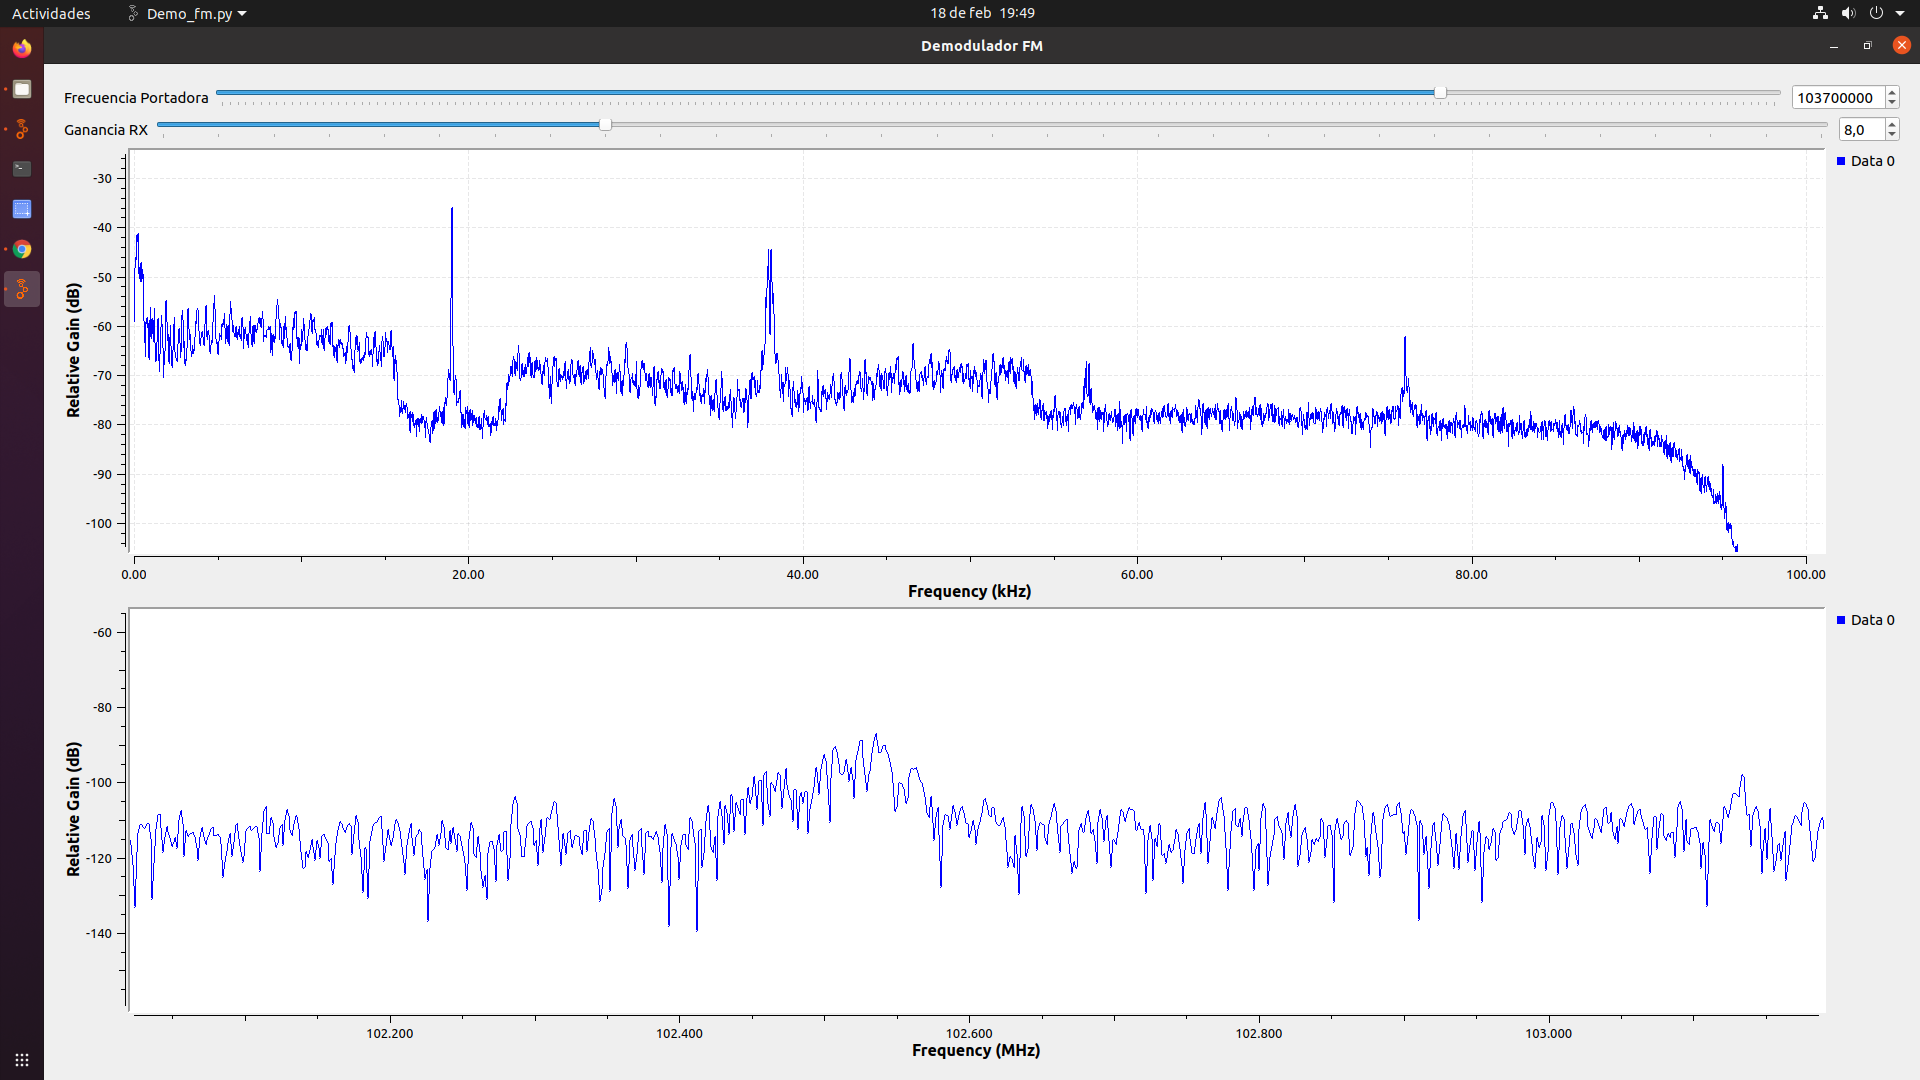 Actividades Demo_fm.py 18 de feb 19:49
Demodulador FM
Frecuencia Portadora 103700000
Ganancia RX 8,0
Data 0
-30
-40
-50
-60
-70
-80
-90
-100
Relative Gain (dB)
0.00 20.00 40.00 60.00 80.00 100.00
Frequency (kHz)
Data 0
-60
-80
-100
-120
-140
Relative Gain (dB)
102.200 102.400 102.600 102.800 103.000
Frequency (MHz)